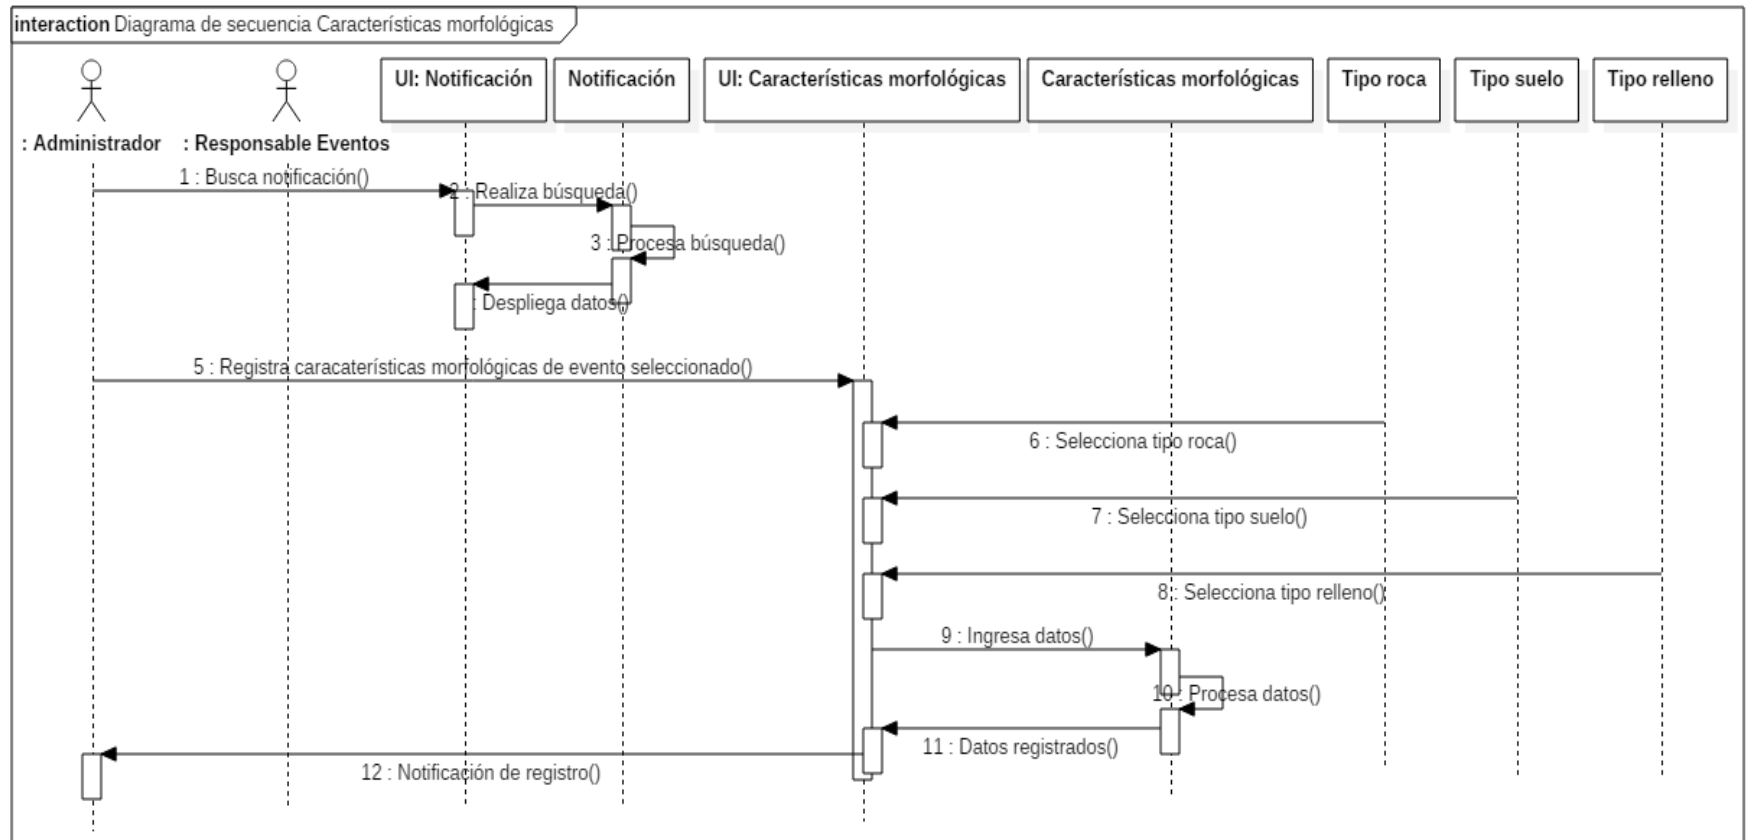 interaction Diagrama de secuencia Características morfológicas
UI: Notificación
Notificación
UI: Características morfológicas
Características morfológicas
Tipo roca
Tipo suelo
Tipo relleno
: Administrador
: Responsable Eventos
1 : Busca notificación()
2 : Realiza búsqueda()
3 : Procesa búsqueda()
: Despliega datos()
5 : Registra caracaterísticas morfológicas de evento seleccionado()
6 : Selecciona tipo roca()
7 : Selecciona tipo suelo()
8 : Selecciona tipo relleno()
9 : Ingresa datos()
10 : Procesa datos()
11 : Datos registrados()
12 : Notificación de registro()